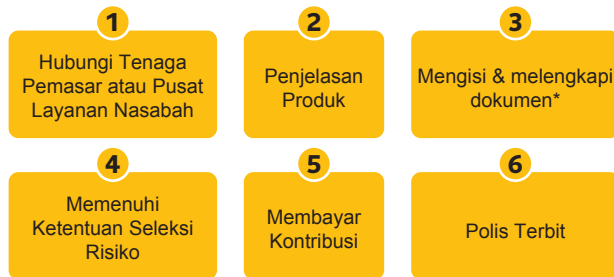 1
Hubungi Tenaga
Pemasar atau Pusat
Layanan Nasabah
2
Penjelasan
Produk
3
Mengisi & melengkapi
dokumen*
4
Memenuhi
Ketentuan Seleksi
Risiko
5
Membayar
Kontribusi
6
Polis Terbit